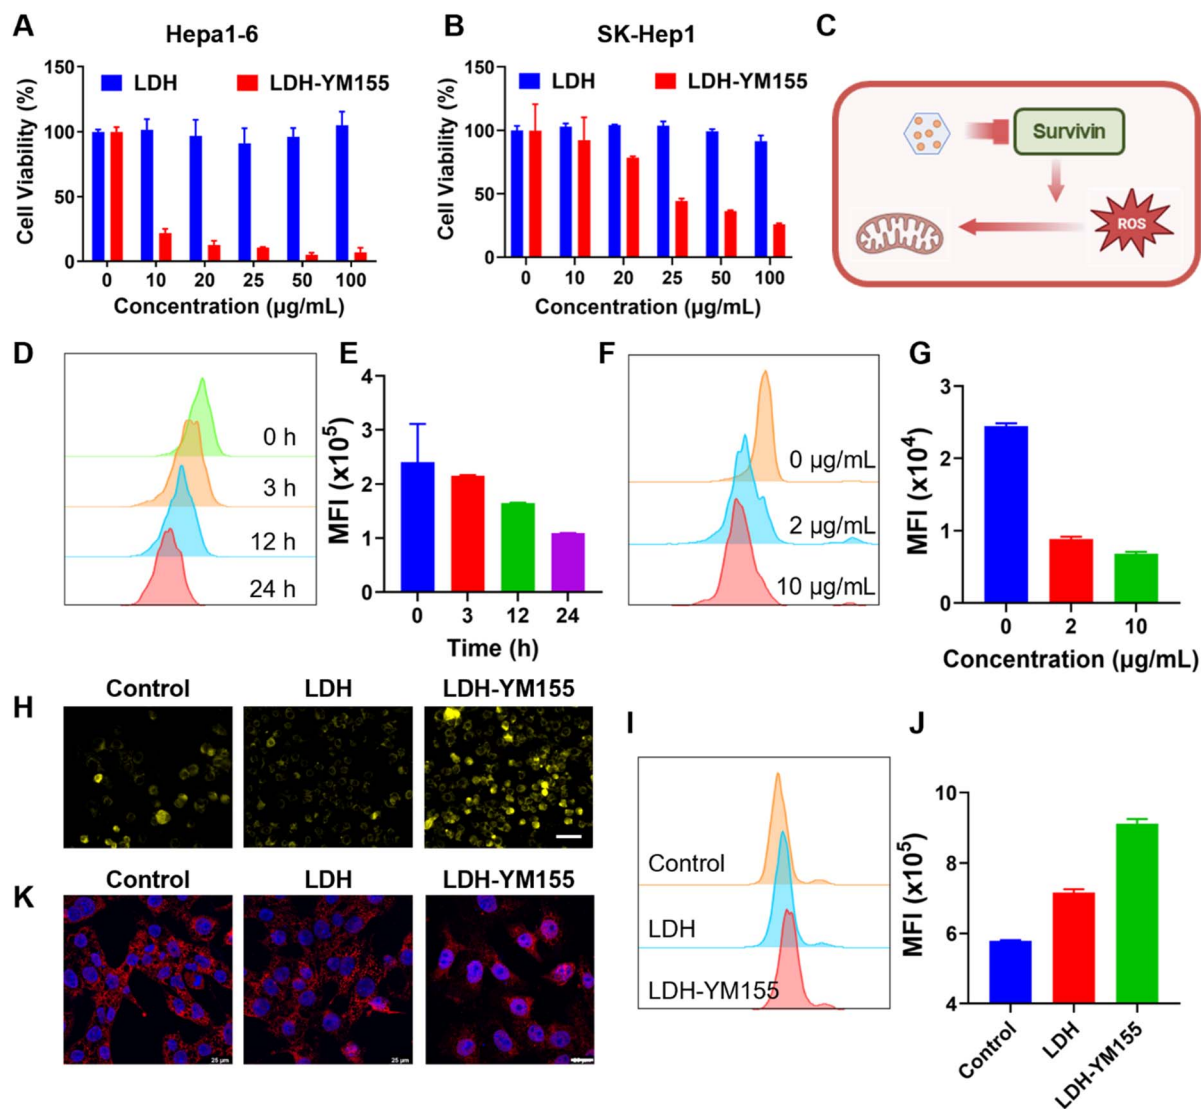 A
Hepa1-6
B
SK-Hep1
C
150
100
50
0
Cell Viability (%)
LDH
LDH-YM155
0 10 20 25 50 100
Concentration (µg/mL)
150
100
50
0
Cell Viability (%)
LDH
LDH-YM155
0 10 20 25 50 100
Concentration (µg/mL)
Survivin
ROS
D
0 h
3 h
12 h
24 h
E
MFI (x10⁵)
4
3
2
1
0
0 3 12 24
Time (h)
F
0 µg/mL
2 µg/mL
10 µg/mL
G
MFI (x10⁴)
3
2
1
0
0 2 10
Concentration (µg/mL)
H
Control LDH LDH-YM155
I
Control
LDH
LDH-YM155
J
MFI (x10⁵)
10
8
6
4
Control
LDH
LDH-YM155
K
Control LDH LDH-YM155
25 µm
25 µm